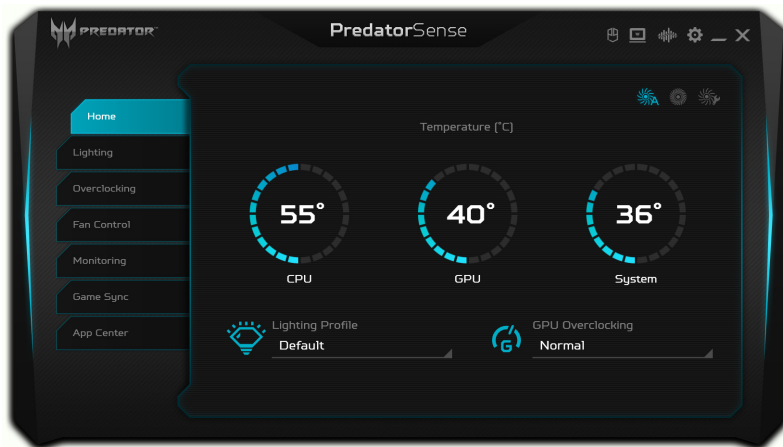 PREDATOR
PredatorSense
Home
Lighting
Overclocking
Fan Control
Monitoring
Game Sync
App Center
A
Temperature [°C]
55°
40°
36°
CPU
GPU
System
Lighting Profile
Default
G
GPU Overclocking
Normal